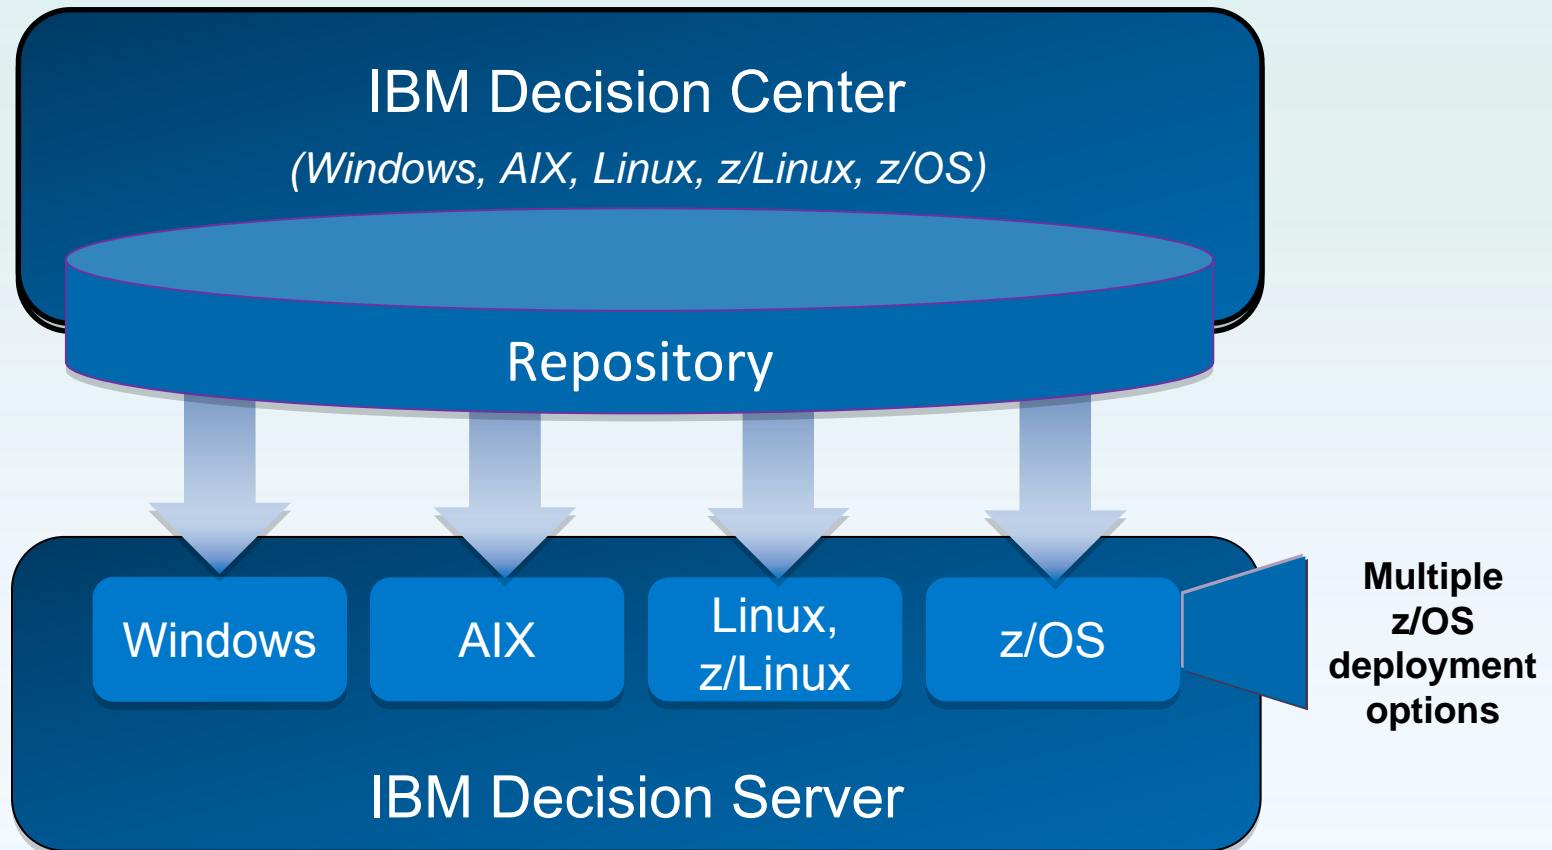 IBM Decision Center
(Windows, AIX, Linux, z/Linux, z/OS)
Repository
Windows
AIX
Linux,
z/Linux
z/OS
Multiple
z/OS
deployment
options
IBM Decision Server